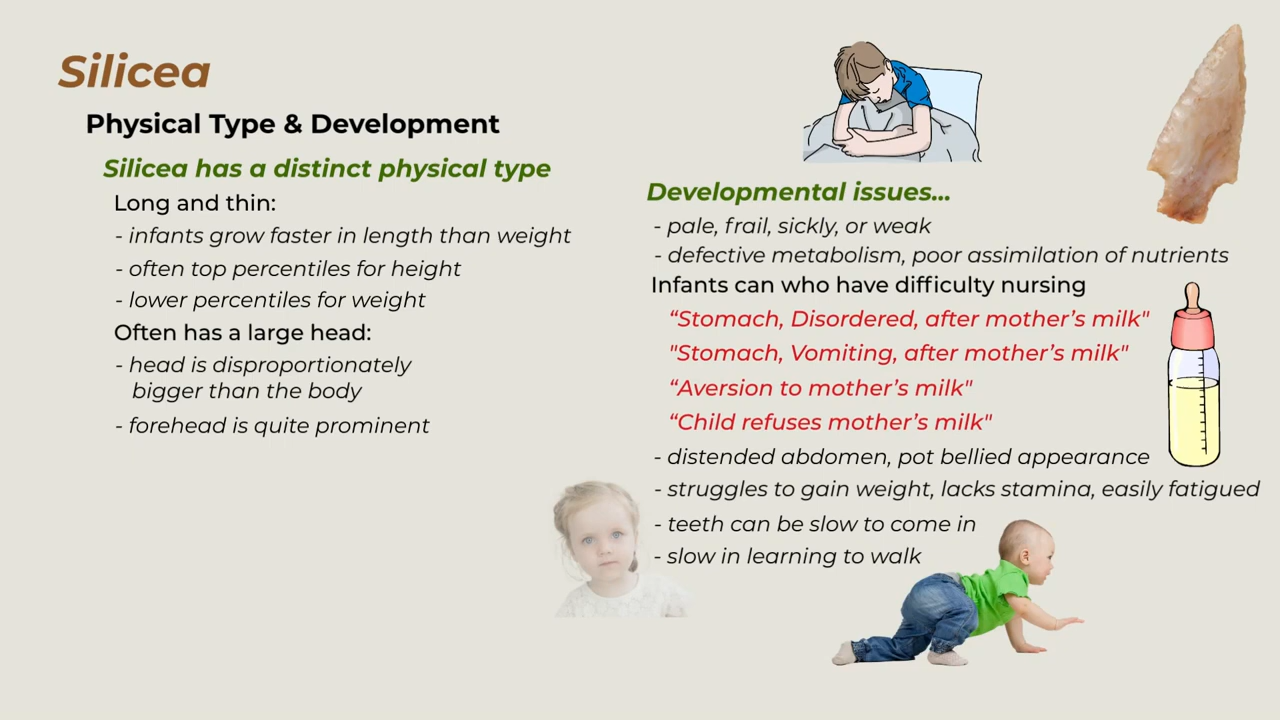 Silicea
Physical Type & Development
Silicea has a distinct physical type
Long and thin:
- infants grow faster in length than weight
- often top percentiles for height
- lower percentiles for weight
Often has a large head:
- head is disproportionately
bigger than the body
- forehead is quite prominent
Developmental issues...
- pale, frail, sickly, or weak
- defective metabolism, poor assimilation of nutrients
Infants can who have difficulty nursing
“Stomach, Disordered, after mother’s milk"
"Stomach, Vomiting, after mother’s milk"
“Aversion to mother’s milk"
“Child refuses mother’s milk"
- distended abdomen, pot bellied appearance
- struggles to gain weight, lacks stamina, easily fatigued
- teeth can be slow to come in
- slow in learning to walk